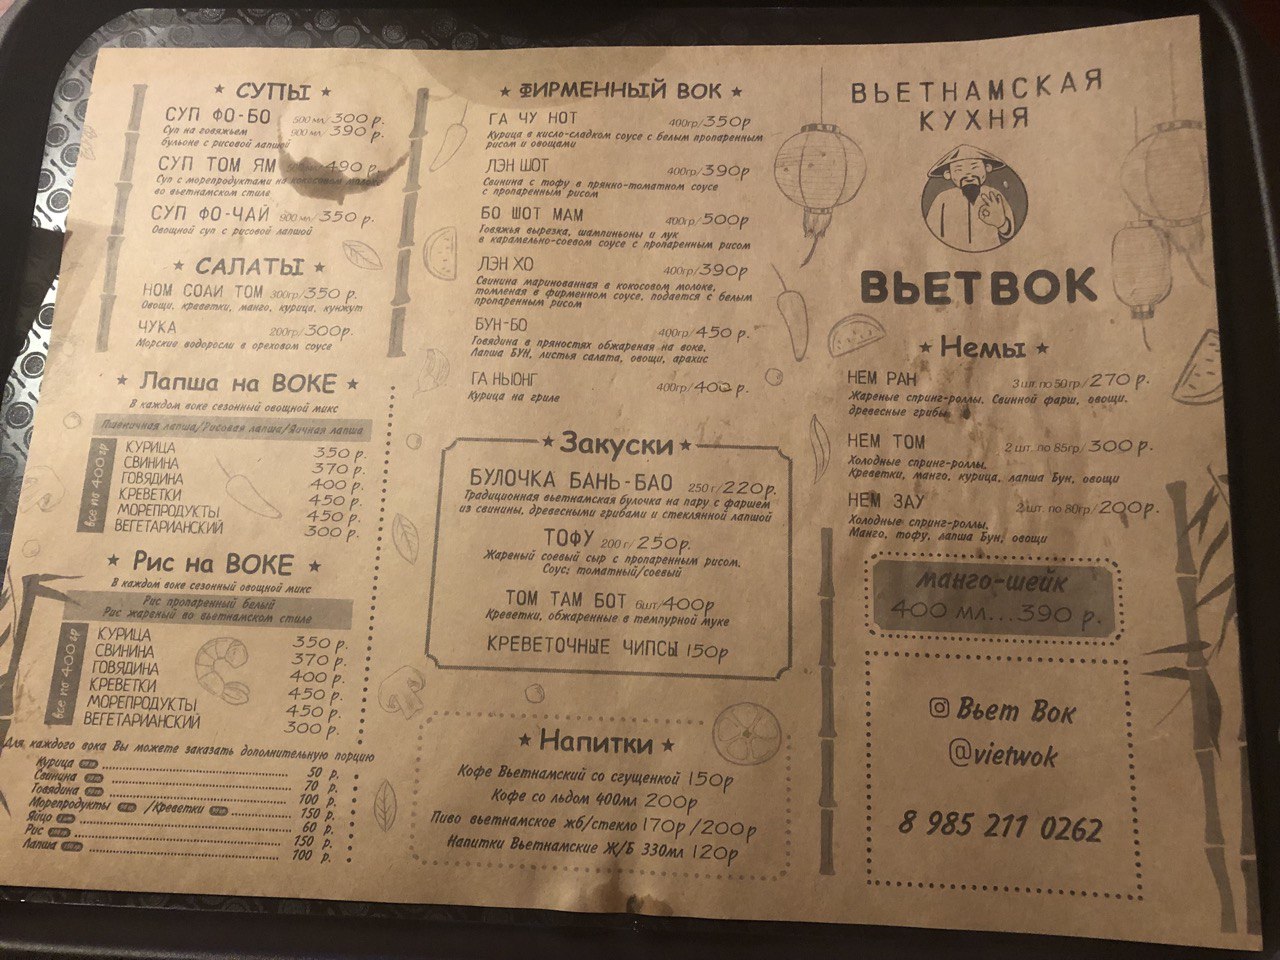 ★ СУПЫ ★
СУП ФО-БО 500 мл/300 р.
Суп на говяжьем 900 мл/390 р.
бульоне с рисовой лапшой
СУП ТОМ ЯМ 490 р.
Суп с морепродуктами на кокосовом молоке
во вьетнамском стиле
СУП ФО-ЧАЙ 900 мл/350 р.
Овощной суп с рисовой лапшой
★ САЛАТЫ ★
НОМ СОАИ ТОМ 300гр/350 р.
Овощи, креветки, манго, курица, кунжут
ЧУКА 200гр/300р.
Морские водоросли в ореховом соусе
★ Лапша на ВОКЕ ★
В каждом воке сезонный овощной микс
Пшеничная лапша/Рисовая лапша/Яичная лапша
все по 400 гр
КУРИЦА 350 р.
СВИНИНА 370 р.
ГОВЯДИНА 400 р.
КРЕВЕТКИ 450 р.
МОРЕПРОДУКТЫ 450 р.
ВЕГЕТАРИАНСКИЙ 300 р.
★ Рис на ВОКЕ ★
В каждом воке сезонный овощной микс
Рис пропаренный белый
Рис жареный во вьетнамском стиле
все по 400 гр
КУРИЦА 350 р.
СВИНИНА 370 р.
ГОВЯДИНА 400 р.
КРЕВЕТКИ 450 р.
МОРЕПРОДУКТЫ 450 р.
ВЕГЕТАРИАНСКИЙ 300 р.
Для каждого вока Вы можете заказать дополнительную порцию
Курица 50 р.
Свинина 70 р.
Говядина 100 р.
Морепродукты /Креветки 150 р.
Яйцо 60 р.
Рис 150 р.
Лапша 100 р.
★ ФИРМЕННЫЙ ВОК ★
ГА ЧУ НОТ 400гр/350р
Курица в кисло-сладком соусе с белым пропаренным
рисом и овощами
ЛЭН ШОТ 400гр/390р
Свинина с тофу в прянно-томатном соусе
с пропаренным рисом
БО ШОТ МАМ 400гр/500р
Говяжья вырезка, шампиньоны и лук
в карамельно-соевом соусе с пропаренным рисом
ЛЭН ХО 400гр/390р
Свинина маринованная в кокосовом молоке,
томленая в фирменном соусе, подается с белым
пропаренным рисом
БУН-БО 400гр/450 р.
Говядина в пряностях обжареная на воке.
Лапша БУН, листья салата, овощи, арахис
ГА НЬОНГ 400гр/400 р.
Курица на гриле
★ Закуски ★
БУЛОЧКА БАНЬ-БАО 250 г/220р.
Традиционная вьетнамская булочка на пару с фаршем
из свинины, древесными грибами и стеклянной лапшой
ТОФУ 200 г/250р.
Жареный соевый сыр с пропаренным рисом.
Соус: томатный/соевый
ТОМ ТАМ БОТ 6шт/400р
Креветки, обжаренные в темпурной муке
КРЕВЕТОЧНЫЕ ЧИПСЫ 150р
★ Напитки ★
Кофе Вьетнамский со сгущенкой 150р
Кофе со льдом 400мл 200р
Пиво вьетнамское жб/стекло 170р/200р
Напитки Вьетнамские Ж/Б 330мл 120р
ВЬЕТНАМСКАЯ
КУХНЯ
ВЬЕТВОК
★ Немы ★
НЕМ РАН 3 шт. по 50гр/270 р.
Жареные спринг-роллы. Свинной фарш, овощи.
древесные грибы
НЕМ ТОМ 2 шт. по 85гр/300 р.
Холодные спринг-роллы.
Креветки, манго, курица, лапша Бун, овощи
НЕМ ЗАУ 2 шт. по 80гр/200р.
Холодные спринг-роллы.
Манго, тофу, лапша Бун, овощи
манго-шейк
400 мл...390 р.
Вьет Вок
@vietwok
8 985 211 0262